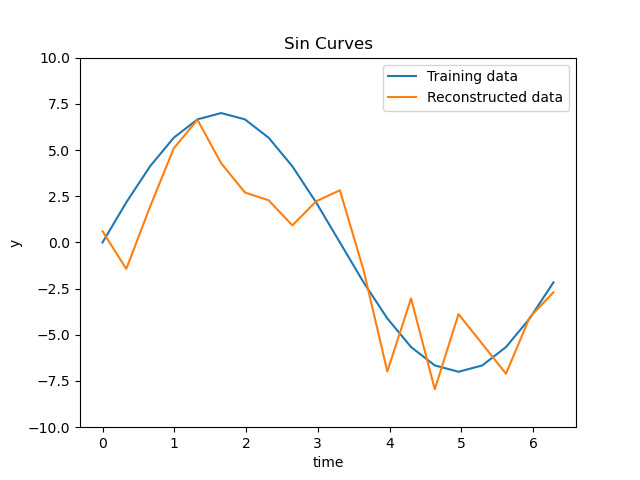 Sin Curves
Training data
Reconstructed data
10.0
7.5
5.0
2.5
0.0
−2.5
−5.0
−7.5
−10.0
y
0 1 2 3 4 5 6
time